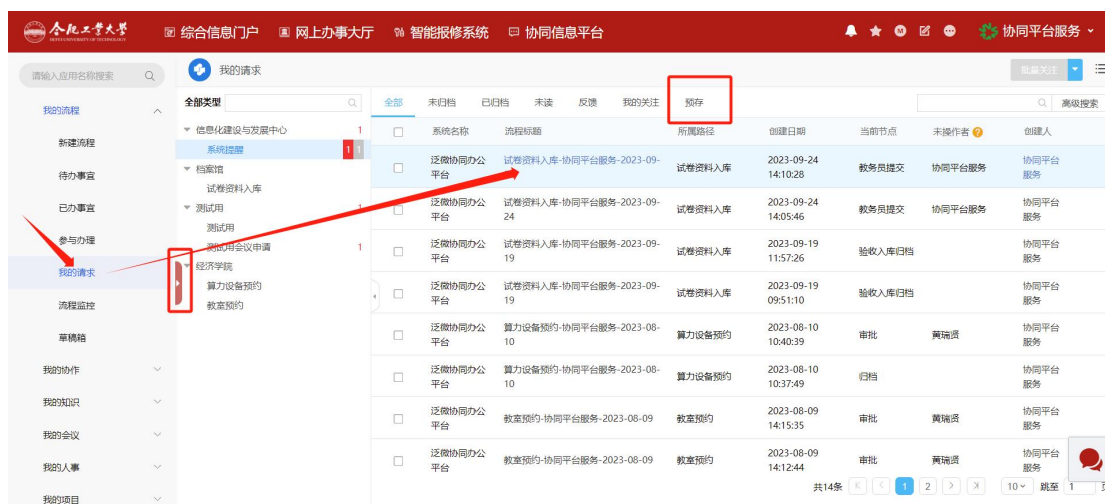 合肥工业大学
HEFEI UNIVERSITY OF TECHNOLOGY
综合信息门户 网上办事大厅 智能报修系统 协同信息平台 协同平台服务
请输入应用名称搜索 我的请求 批量关注
我的流程 全部类型 全部 未归档 已归档 未读 反馈 我的关注 预存 高级搜索
新建流程
待办事宜
已办事宜
参与办理
我的请求
流程监控
草稿箱
我的协作
我的知识
我的会议
我的人事
我的项目
信息化建设与发展中心 1
系统提醒 1 1
档案馆
试卷资料入库
测试用
测试用
测试用会议申请 1
经济学院
算力设备预约
教室预约
系统名称 流程标题 所属路径 创建日期 当前节点 未操作者 创建人
泛微协同办公平台 试卷资料入库-协同平台服务-2023-09- 试卷资料入库 2023-09-24 14:10:28 教务员提交 协同平台服务 协同平台服务
泛微协同办公平台 试卷资料入库-协同平台服务-2023-09-24 试卷资料入库 2023-09-24 14:05:46 教务员提交 协同平台服务 协同平台服务
泛微协同办公平台 试卷资料入库-协同平台服务-2023-09-19 试卷资料入库 2023-09-19 11:57:26 验收入库归档 协同平台服务
泛微协同办公平台 试卷资料入库-协同平台服务-2023-09-19 试卷资料入库 2023-09-19 09:51:10 验收入库归档 协同平台服务
泛微协同办公平台 算力设备预约-协同平台服务-2023-08-10 算力设备预约 2023-08-10 10:40:39 审批 黄瑞贤 协同平台服务
泛微协同办公平台 算力设备预约-协同平台服务-2023-08-10 算力设备预约 2023-08-10 10:37:49 归档 协同平台服务
泛微协同办公平台 教室预约-协同平台服务-2023-08-09 教室预约 2023-08-09 14:15:35 审批 黄瑞贤 协同平台服务
泛微协同办公平台 教室预约-协同平台服务-2023-08-09 教室预约 2023-08-09 14:12:44 审批 黄瑞贤 协同平台服务
共14条 1 2 10 跳至 1